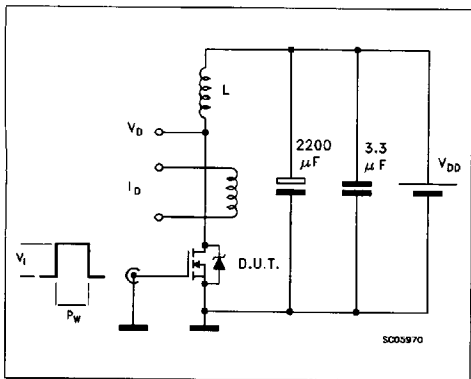 L
V_D
2200
μF
3.3
μF
V_DD
I_D
V_i
D.U.T.
P_W
SC05970